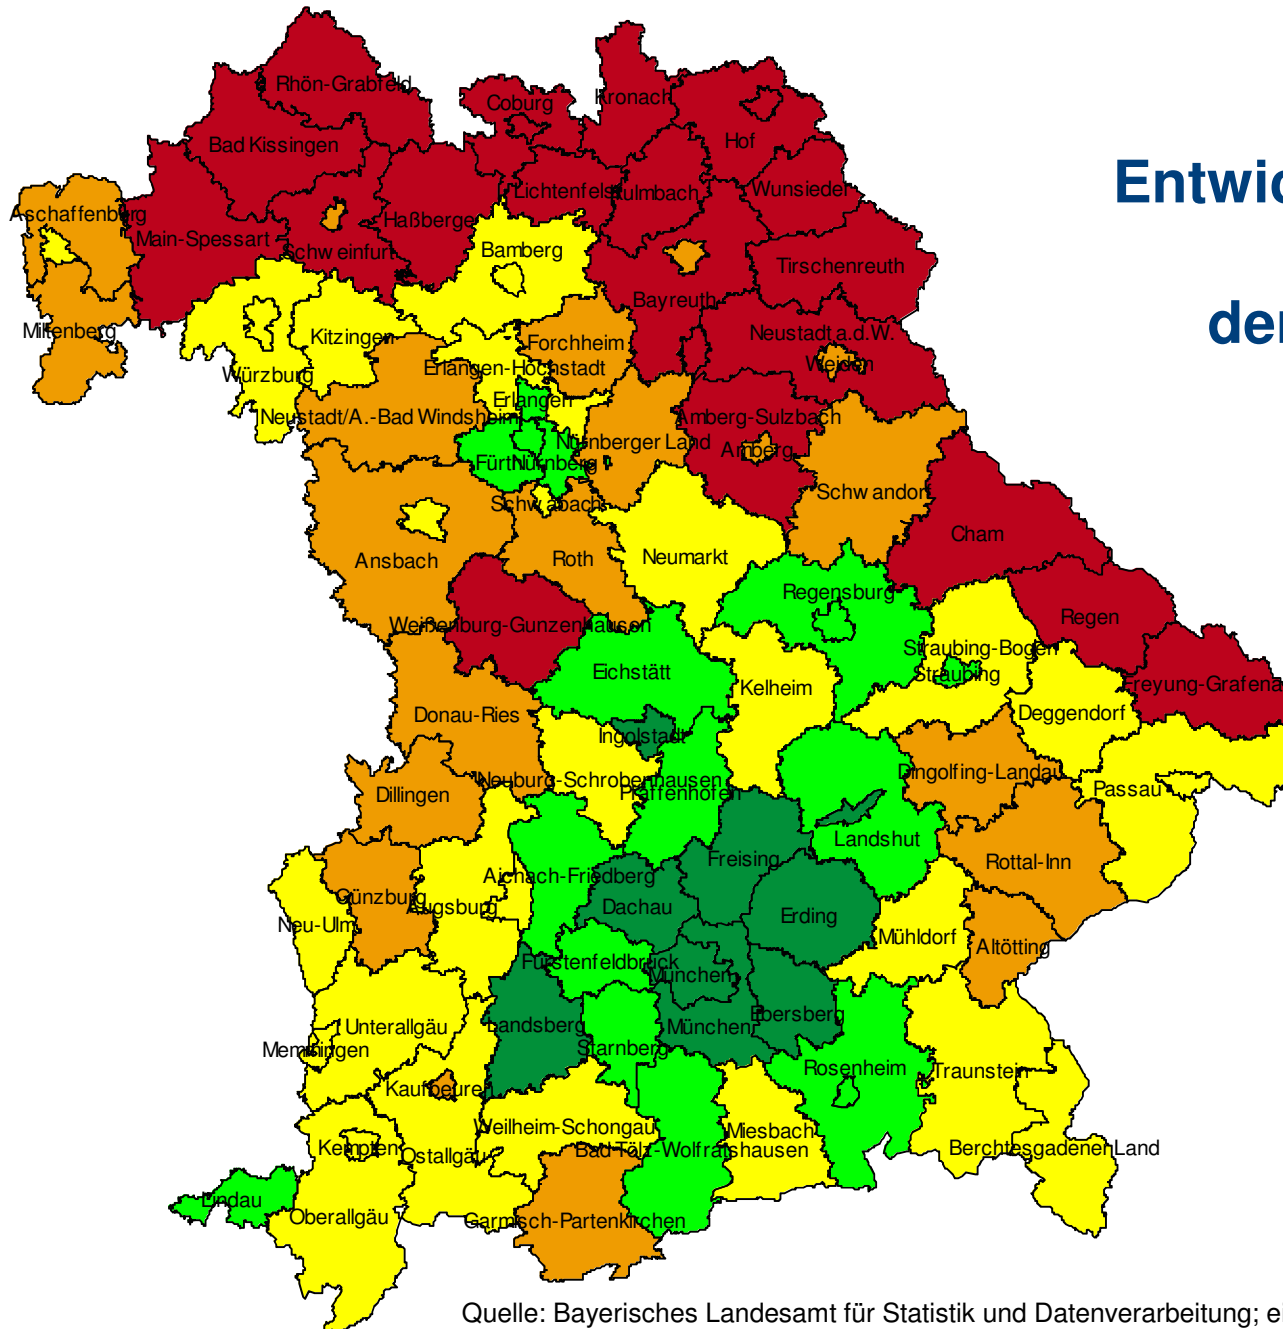 Rhön-Grabfeld
Coburg
Kronach
Bad Kissingen
Hof
Lichtenfels
Kulmbach
Wunsiedel
Aschaffenberg
Haßberge
Main-Spessart
Schweinfurt
Bamberg
Tirschenreuth
Bayreuth
Miltenberg
Kitzingen
Forchheim
Neustadt a.d.W.
Weiden
Würzburg
Erlangen-Höchstadt
Erlangen
Neustadt/A.-Bad Windsheim
Amberg-Sulzbach
Nürnberger Land
Amberg
Fürth
Nürnberg
Schwabach
Schwandorf
Cham
Ansbach
Roth
Neumarkt
Regensburg
Weißenburg-Gunzenhausen
Regen
Eichstätt
Straubing-Bogen
Straubing
Kelheim
Freyung-Grafena
Donau-Ries
Ingolstadt
Deggendorf
Neuburg-Schrobenhausen
Pfaffenhofen
Dingolfing-Landau
Dillingen
Passau
Landshut
Freising
Rottal-Inn
Aichach-Friedberg
Günzburg
Augsburg
Dachau
Erding
Neu-Ulm
Mühldorf
Altötting
Fürstenfeldbruck
München
Ebersberg
Unterallgäu
Landsberg
München
Starnberg
Memmingen
Kaufbeuren
Rosenheim
Traunstein
Weilheim-Schongau
Miesbach
Kempten
Ostallgäu
Bad Tölz-Wolfratshausen
Berchtesgadener Land
Lindau
Oberallgäu
Garmisch-Partenkirchen
Entwic
der
Quelle: Bayerisches Landesamt für Statistik und Datenverarbeitung; e